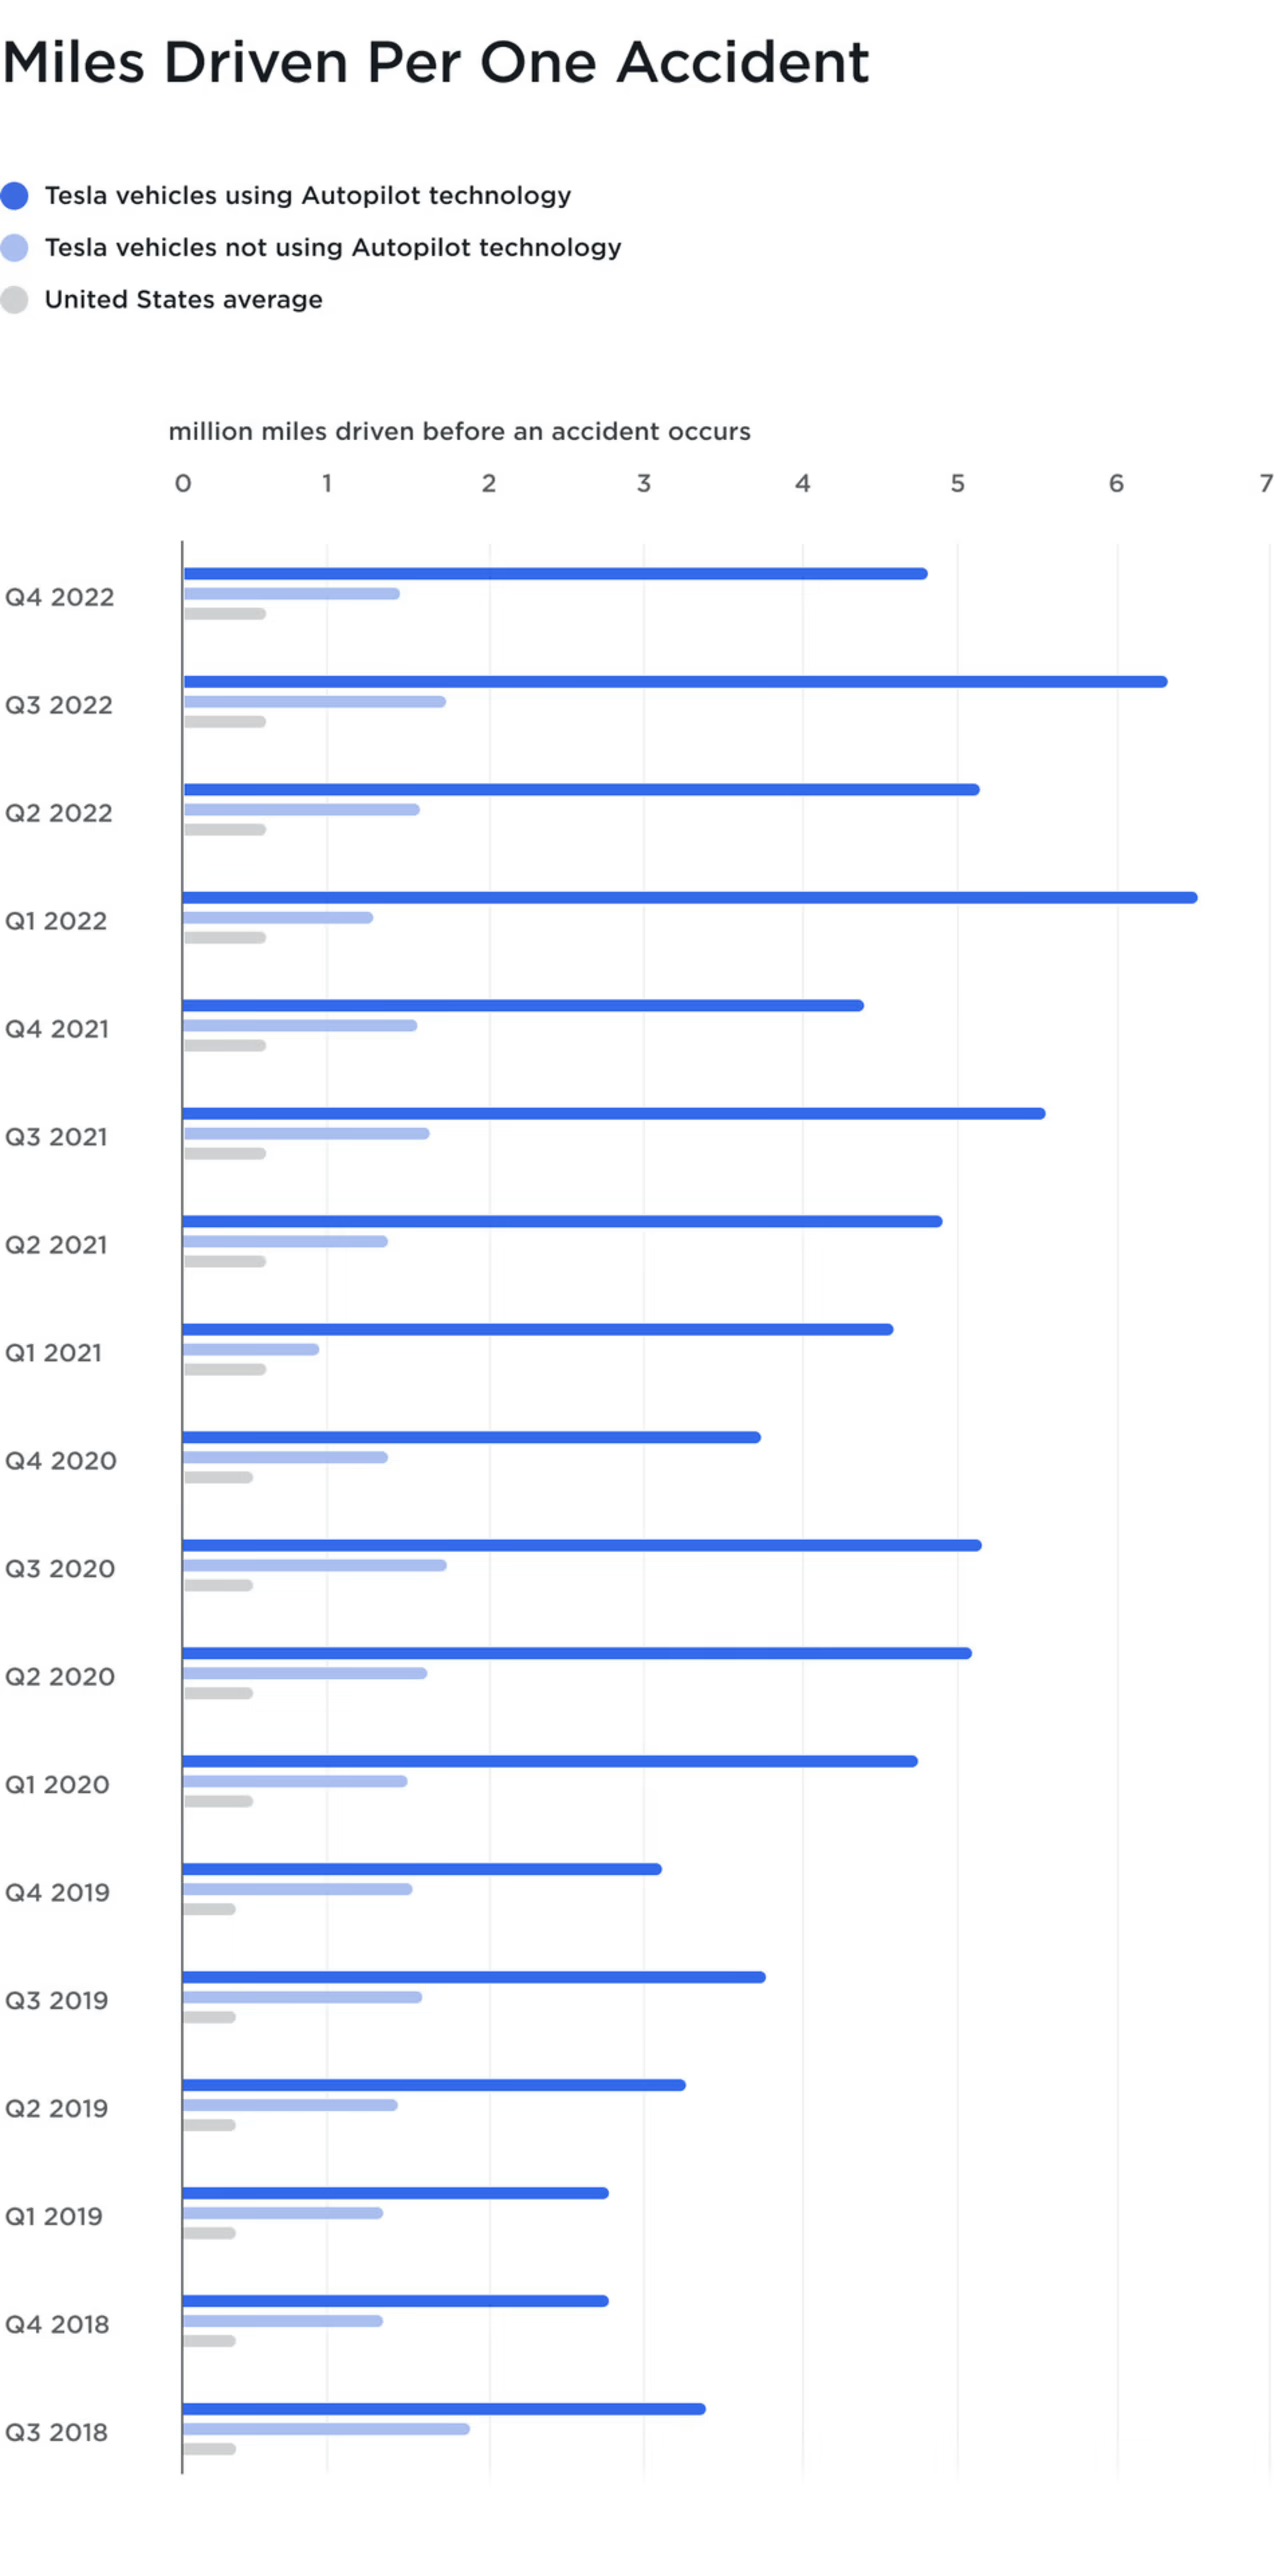 Miles Driven Per One Accident
Tesla vehicles using Autopilot technology
Tesla vehicles not using Autopilot technology
United States average
million miles driven before an accident occurs
0 1 2 3 4 5 6 7
Q4 2022
Q3 2022
Q2 2022
Q1 2022
Q4 2021
Q3 2021
Q2 2021
Q1 2021
Q4 2020
Q3 2020
Q2 2020
Q1 2020
Q4 2019
Q3 2019
Q2 2019
Q1 2019
Q4 2018
Q3 2018